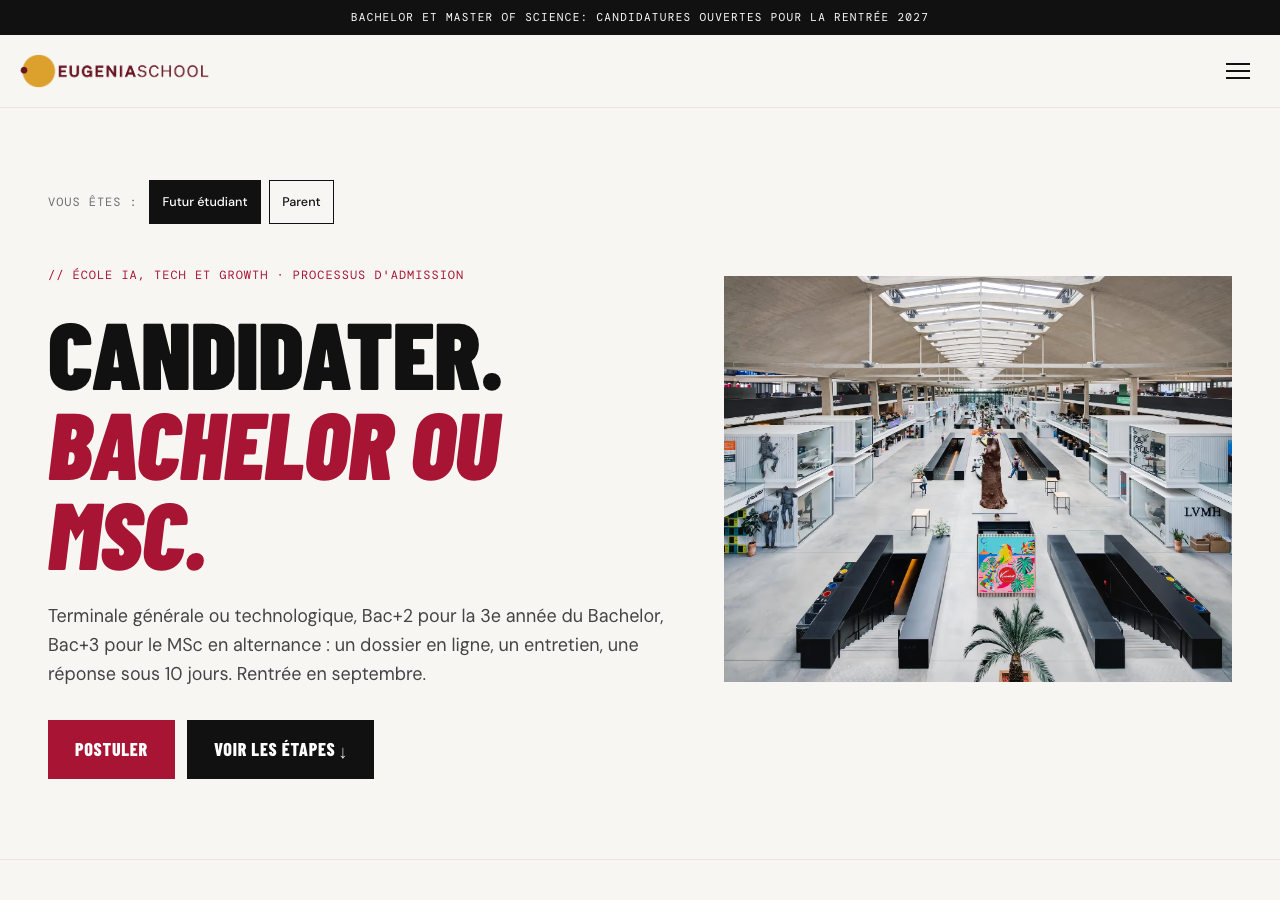 BACHELOR ET MASTER OF SCIENCE: CANDIDATURES OUVERTES POUR LA RENTRÉE 2027
EUGENIASCHOOL
VOUS ÊTES :
Futur étudiant
Parent
// ÉCOLE IA, TECH ET GROWTH · PROCESSUS D'ADMISSION
CANDIDATER.
BACHELOR OU
MSC.
Terminale générale ou technologique, Bac+2 pour la 3e année du Bachelor,
Bac+3 pour le MSc en alternance : un dossier en ligne, un entretien, une
réponse sous 10 jours. Rentrée en septembre.
POSTULER
VOIR LES ÉTAPES ↓
LVMH